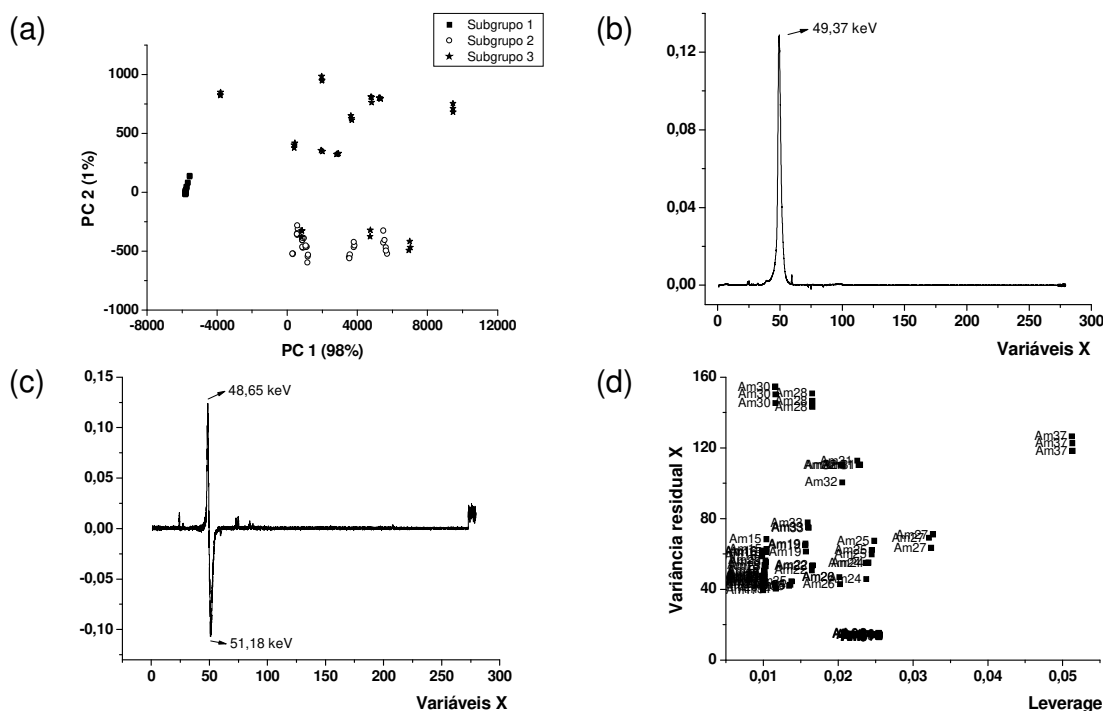 (a)
Subgrupo 1
Subgrupo 2
Subgrupo 3
1000
500
0
-500
-1000
PC 2 (1%)
-8000 -4000 0 4000 8000 12000
PC 1 (98%)
(b)
49,37 keV
0,12
0,08
0,04
0,00
0 50 100 150 200 250 300
Variáveis X
(c)
0,15
0,10
0,05
0,00
-0,05
-0,10
48,65 keV
51,18 keV
0 50 100 150 200 250 300
Variáveis X
(d)
160
120
80
40
0
Variância residual X
Am30 Am28
Am30 Am28
Am30 Am28
Am37
Am37
Am37
Am32
Am33
Am15
Am19
Am19
Am25
Am27
Am27
Am22
Am24
Am24
Am26
0,01 0,02 0,03 0,04 0,05
Leverage